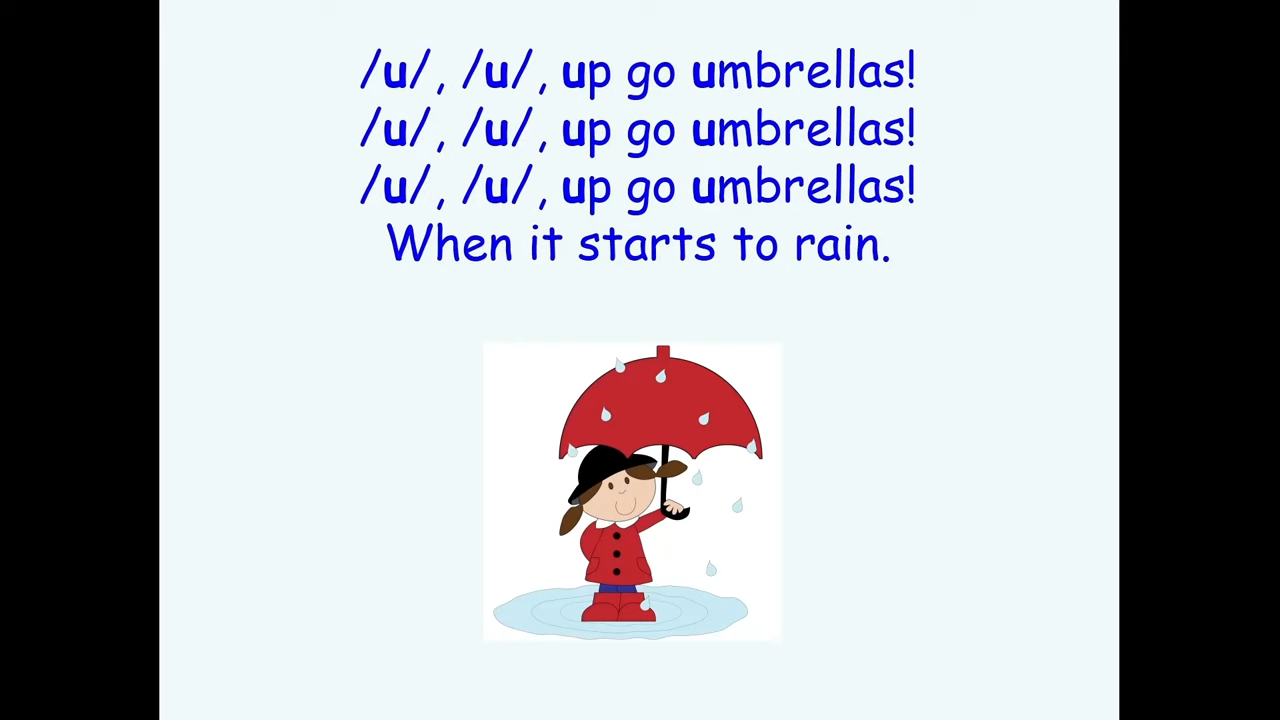 /u/, /u/, up go umbrellas!
/u/, /u/, up go umbrellas!
/u/, /u/, up go umbrellas!
When it starts to rain.